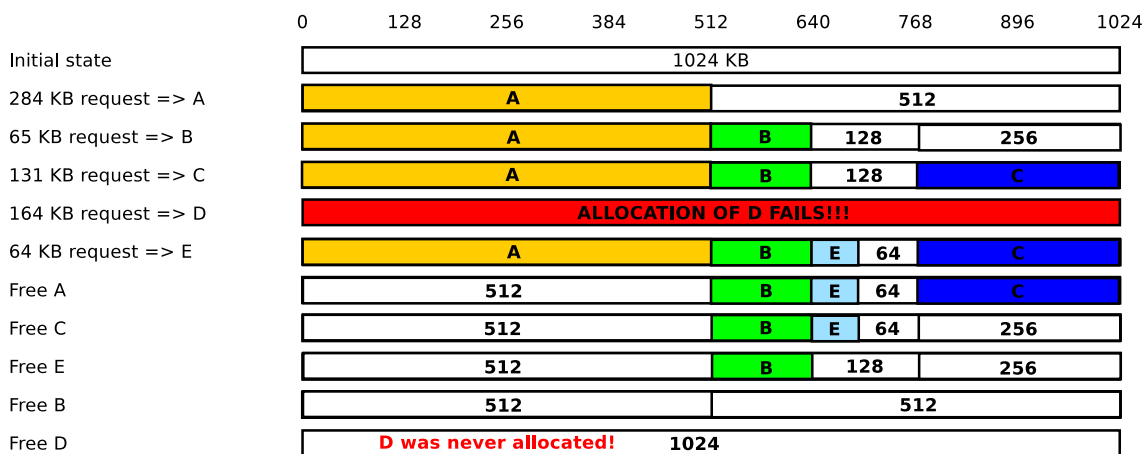 0 128 256 384 512 640 768 896 1024
Initial state 1024 KB
284 KB request => A A 512
65 KB request => B A B 128 256
131 KB request => C A B 128 C
164 KB request => D ALLOCATION OF D FAILS!!!
64 KB request => E A B E 64 C
Free A 512 B E 64 C
Free C 512 B E 64 256
Free E 512 B 128 256
Free B 512 512
Free D D was never allocated! 1024